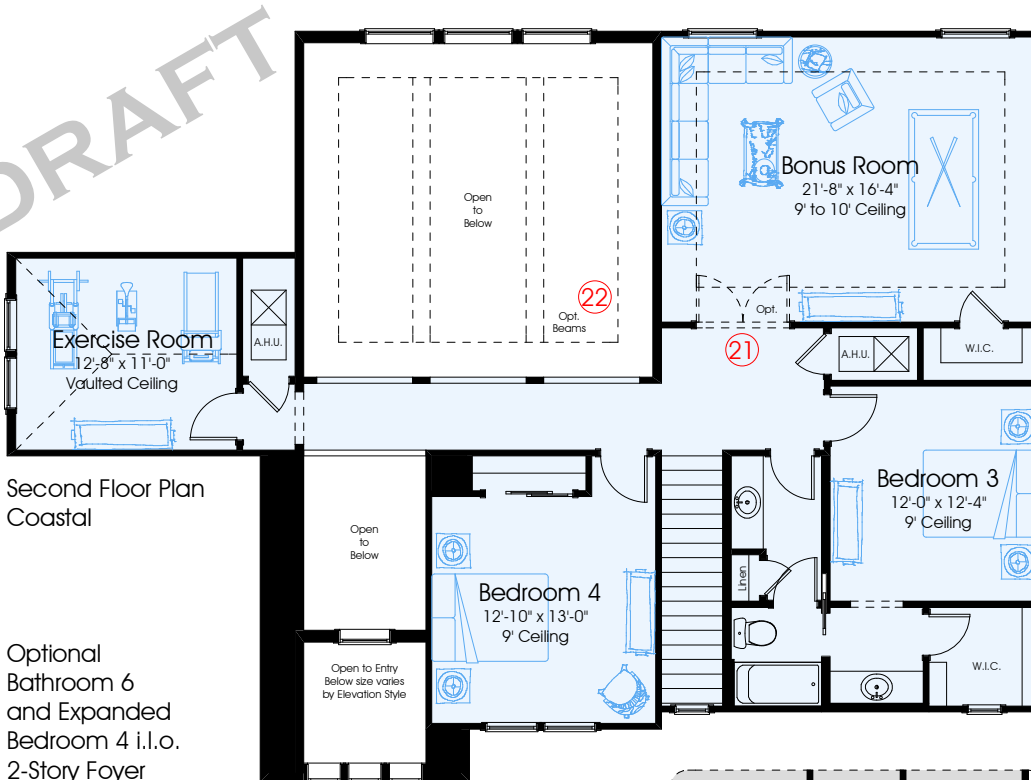 DRAFT
Open
to
Below
22
Opt.
Beams
Bonus Room
21'-8" x 16'-4"
9' to 10' Ceiling
Opt.
21
Exercise Room
12'-8" x 11'-0"
Vaulted Ceiling
A.H.U.
A.H.U.
W.I.C.
Second Floor Plan
Coastal
Open
to
Below
Bedroom 3
12'-0" x 12'-4"
9' Ceiling
Linen
Bedroom 4
12'-10" x 13'-0"
9' Ceiling
Open to Entry
Below size varies
by Elevation Style
W.I.C.
Optional
Bathroom 6
and Expanded
Bedroom 4 i.l.o.
2-Story Foyer